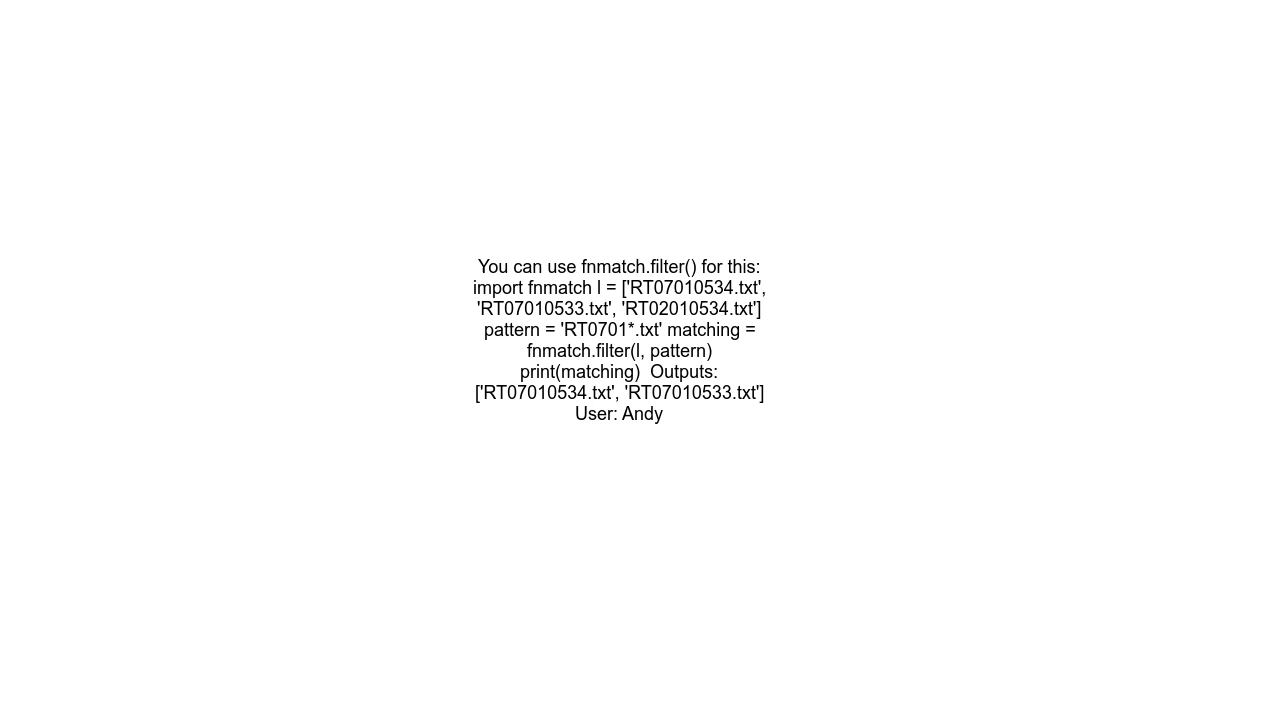 You can use fnmatch.filter() for this:
import fnmatch l = ['RT07010534.txt',
'RT07010533.txt', 'RT02010534.txt']
pattern = 'RT0701*.txt' matching =
fnmatch.filter(l, pattern)
print(matching)  Outputs:
['RT07010534.txt', 'RT07010533.txt']
User: Andy